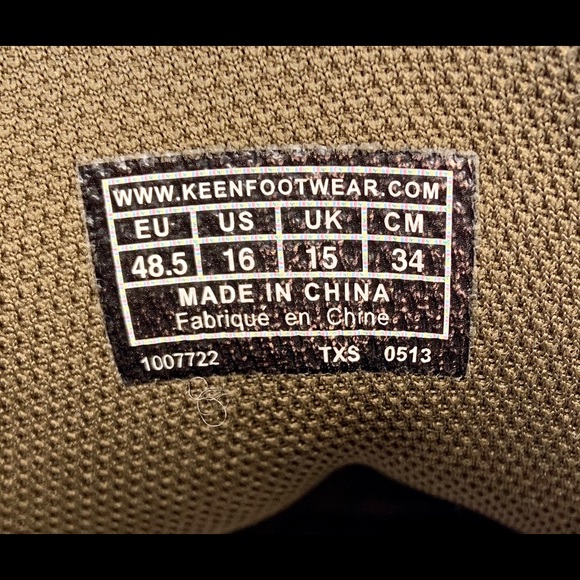 WWW.KEENFOOTWEAR.COM
EU US UK CM
48.5 16 15 34
MADE IN CHINA
Fabriqué en Chine
1007722 TXS 0513